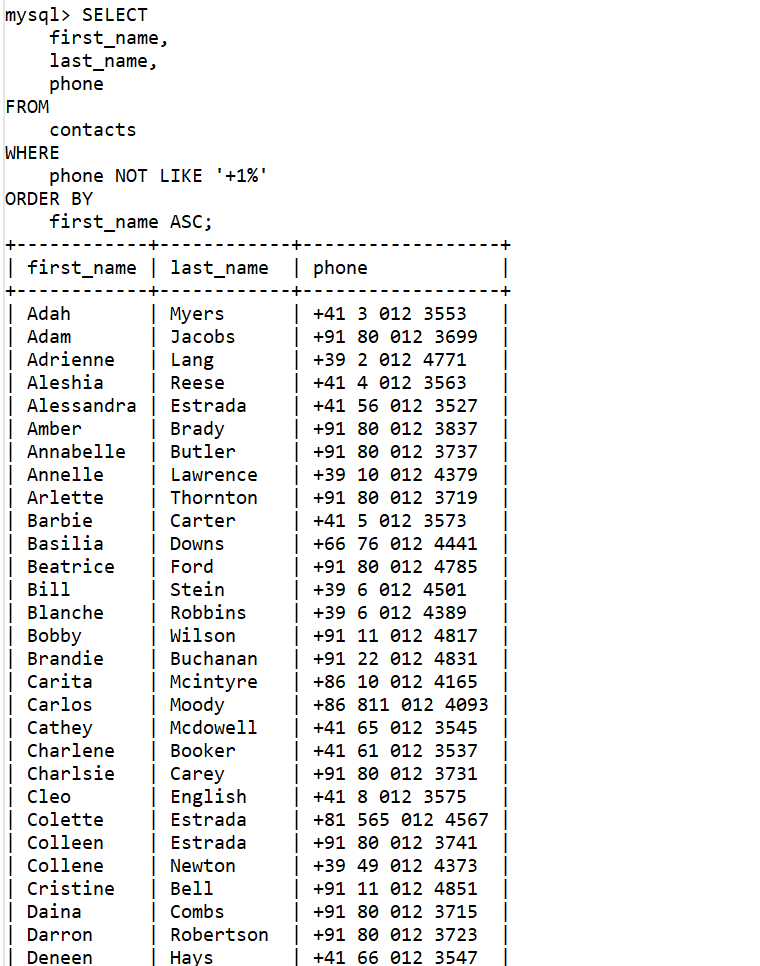 mysql> SELECT
    first_name,
    last_name,
    phone
FROM
    contacts
WHERE
    phone NOT LIKE '+1%'
ORDER BY
    first_name ASC;
+------------+------------+------------------+
| first_name | last_name  | phone            |
+------------+------------+------------------+
| Adah       | Myers      | +41 3 012 3553   |
| Adam       | Jacobs     | +91 80 012 3699  |
| Adrienne   | Lang       | +39 2 012 4771   |
| Aleshia    | Reese      | +41 4 012 3563   |
| Alessandra | Estrada    | +41 56 012 3527  |
| Amber      | Brady      | +91 80 012 3837  |
| Annabelle  | Butler     | +91 80 012 3737  |
| Annelle    | Lawrence   | +39 10 012 4379  |
| Arlette    | Thornton   | +91 80 012 3719  |
| Barbie     | Carter     | +41 5 012 3573   |
| Basilia    | Downs      | +66 76 012 4441  |
| Beatrice   | Ford       | +91 80 012 4785  |
| Bill       | Stein      | +39 6 012 4501   |
| Blanche    | Robbins    | +39 6 012 4389   |
| Bobby      | Wilson     | +91 11 012 4817  |
| Brandie    | Buchanan   | +91 22 012 4831  |
| Carita     | Mcintyre   | +86 10 012 4165  |
| Carlos     | Moody      | +86 811 012 4093 |
| Cathey     | Mcdowell   | +41 65 012 3545  |
| Charlene   | Booker     | +41 61 012 3537  |
| Charlsie   | Carey      | +91 80 012 3731  |
| Cleo       | English    | +41 8 012 3575   |
| Colette    | Estrada    | +81 565 012 4567 |
| Colleen    | Estrada    | +91 80 012 3741  |
| Collene    | Newton     | +39 49 012 4373  |
| Cristine   | Bell       | +91 11 012 4851  |
| Daina      | Combs      | +91 80 012 3715  |
| Darron     | Robertson  | +91 80 012 3723  |
| Deneen     | Hays       | +41 66 012 3547  |